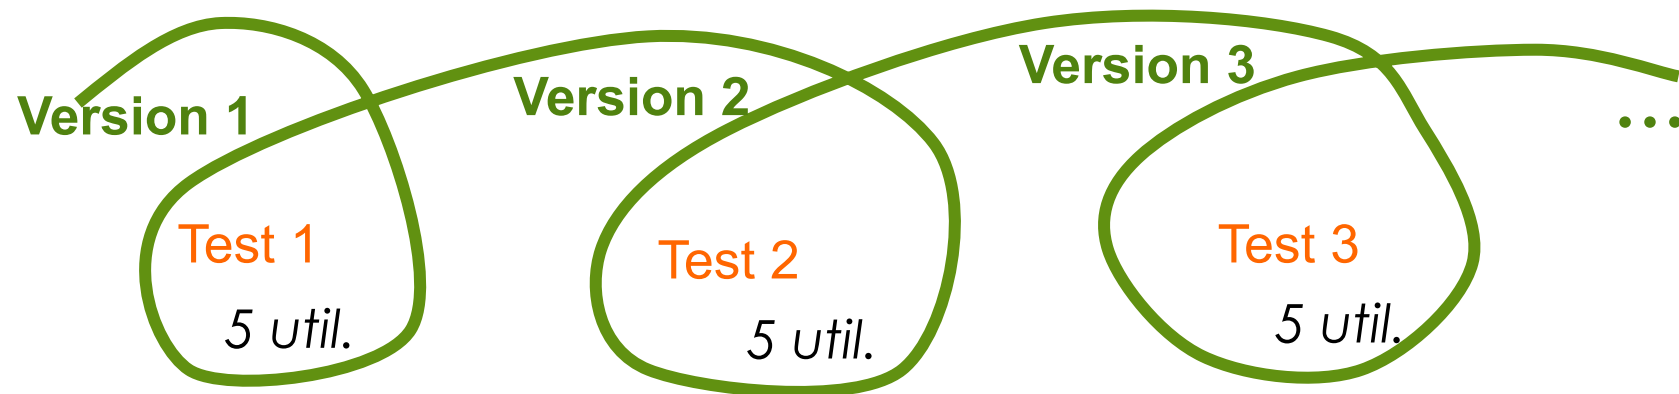 Version 1
Version 2
Version 3
...
Test 1
Test 2
Test 3
5 util.
5 util.
5 util.